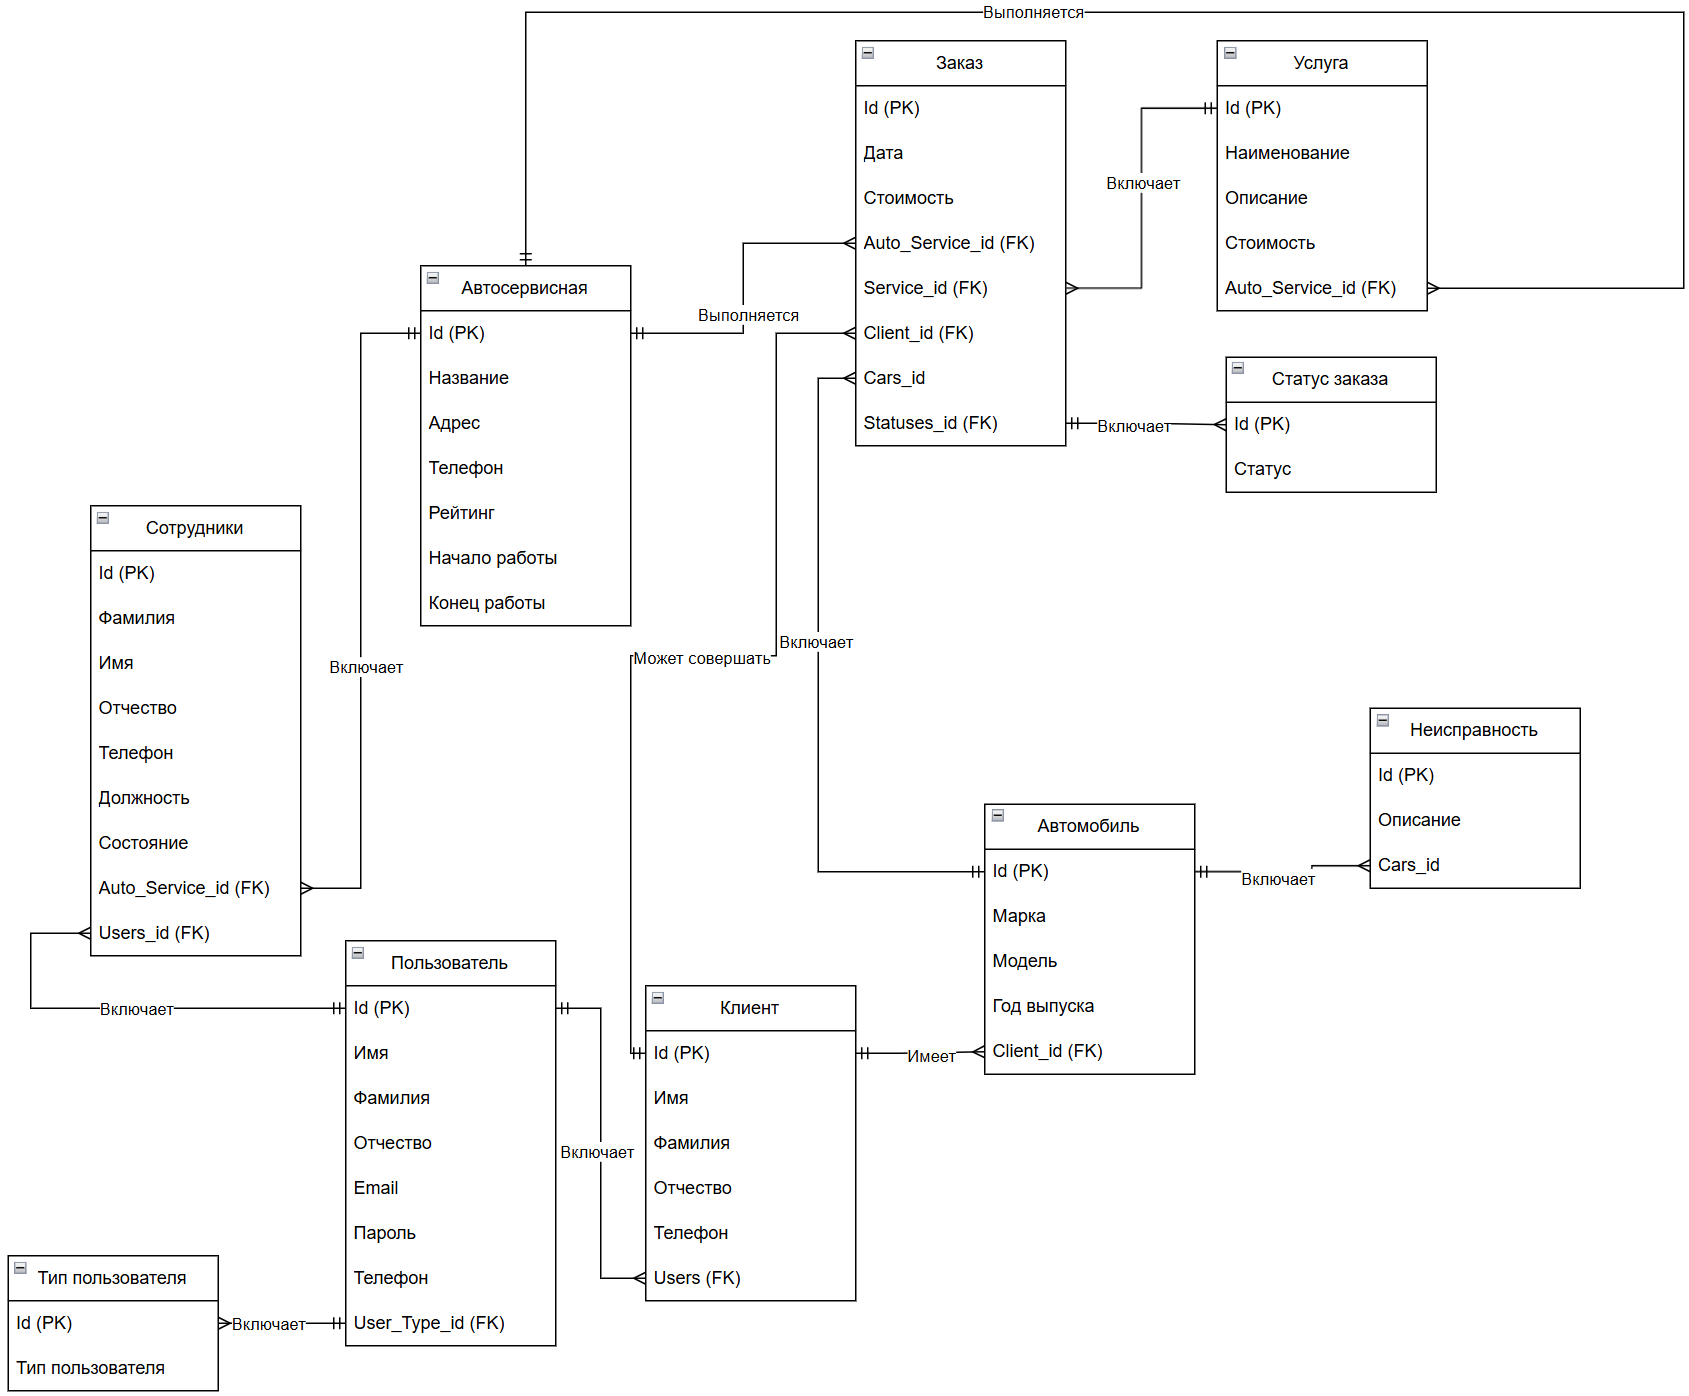 Выполняется
Заказ
Id (PK)
Дата
Стоимость
Auto_Service_id (FK)
Service_id (FK)
Client_id (FK)
Cars_id
Statuses_id (FK)
Услуга
Id (PK)
Наименование
Описание
Стоимость
Auto_Service_id (FK)
Включает
Выполняется
Автосервисная
Id (PK)
Название
Адрес
Телефон
Рейтинг
Начало работы
Конец работы
Статус заказа
Id (PK)
Статус
Включает
Сотрудники
Id (PK)
Фамилия
Имя
Отчество
Телефон
Должность
Состояние
Auto_Service_id (FK)
Users_id (FK)
Включает
Может совершать
Включает
Неисправность
Id (PK)
Описание
Cars_id
Автомобиль
Id (PK)
Марка
Модель
Год выпуска
Client_id (FK)
Включает
Пользователь
Id (PK)
Имя
Фамилия
Отчество
Email
Пароль
Телефон
User_Type_id (FK)
Включает
Клиент
Id (PK)
Имя
Фамилия
Отчество
Телефон
Users (FK)
Имеет
Включает
Тип пользователя
Id (PK)
Тип пользователя
Включает